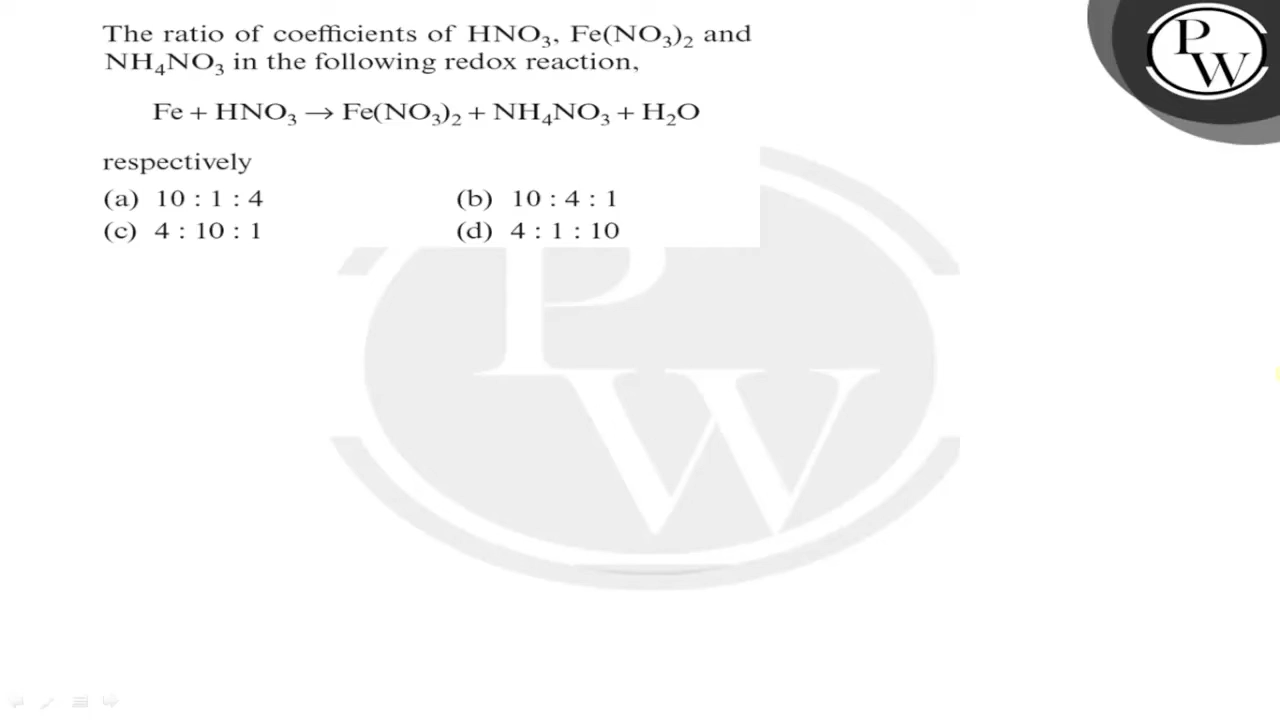 The ratio of coefficients of HNO₃, Fe(NO₃)₂ and
NH₄NO₃ in the following redox reaction,
Fe + HNO₃ → Fe(NO₃)₂ + NH₄NO₃ + H₂O
respectively
(a) 10 : 1 : 4 (b) 10 : 4 : 1
(c) 4 : 10 : 1 (d) 4 : 1 : 10
P
W
P
W